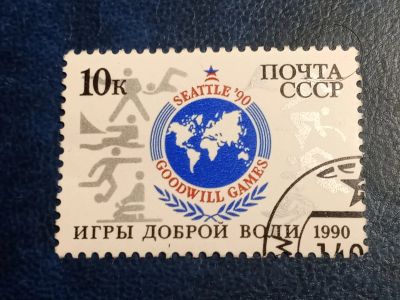 10к
ПОЧТА
СССР
SEATTLE '90
GOODWILL GAMES
ИГРЫ ДОБРОЙ ВОЛИ 1990